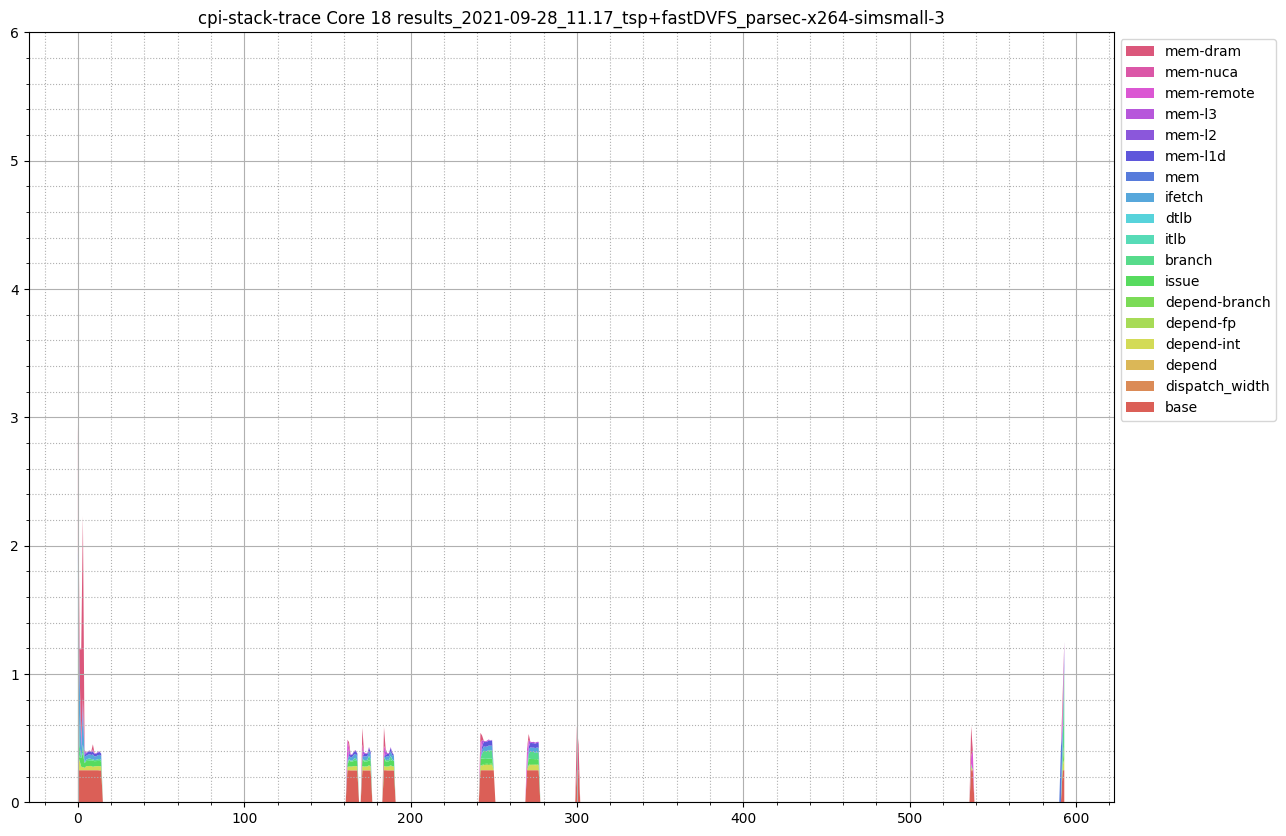 cpi-stack-trace Core 18 results_2021-09-28_11.17_tsp+fastDVFS_parsec-x264-simsmall-3
6
5
4
3
2
1
0
0 100 200 300 400 500 600
mem-dram
mem-nuca
mem-remote
mem-l3
mem-l2
mem-l1d
mem
ifetch
dtlb
itlb
branch
issue
depend-branch
depend-fp
depend-int
depend
dispatch_width
base